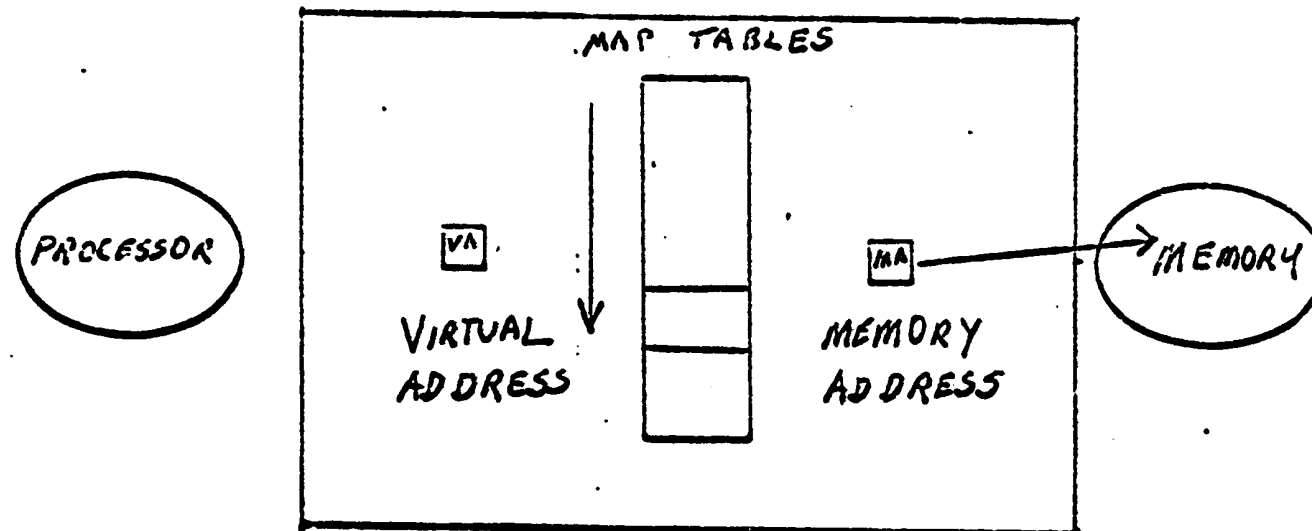 MAP TABLES
PROCESSOR
VA
VIRTUAL
ADDRESS
MA
MEMORY
ADDRESS
MEMORY